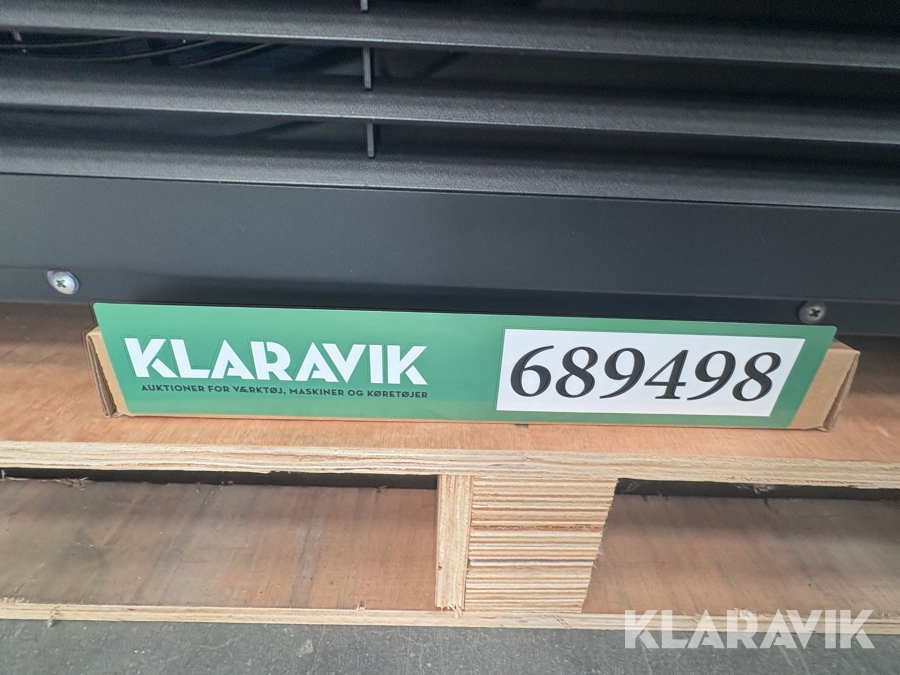 KLARAVIK
AUKTIONER FOR VÆRKTØJ, MASKINER OG KØRETØJER
689498
KLARAVIK